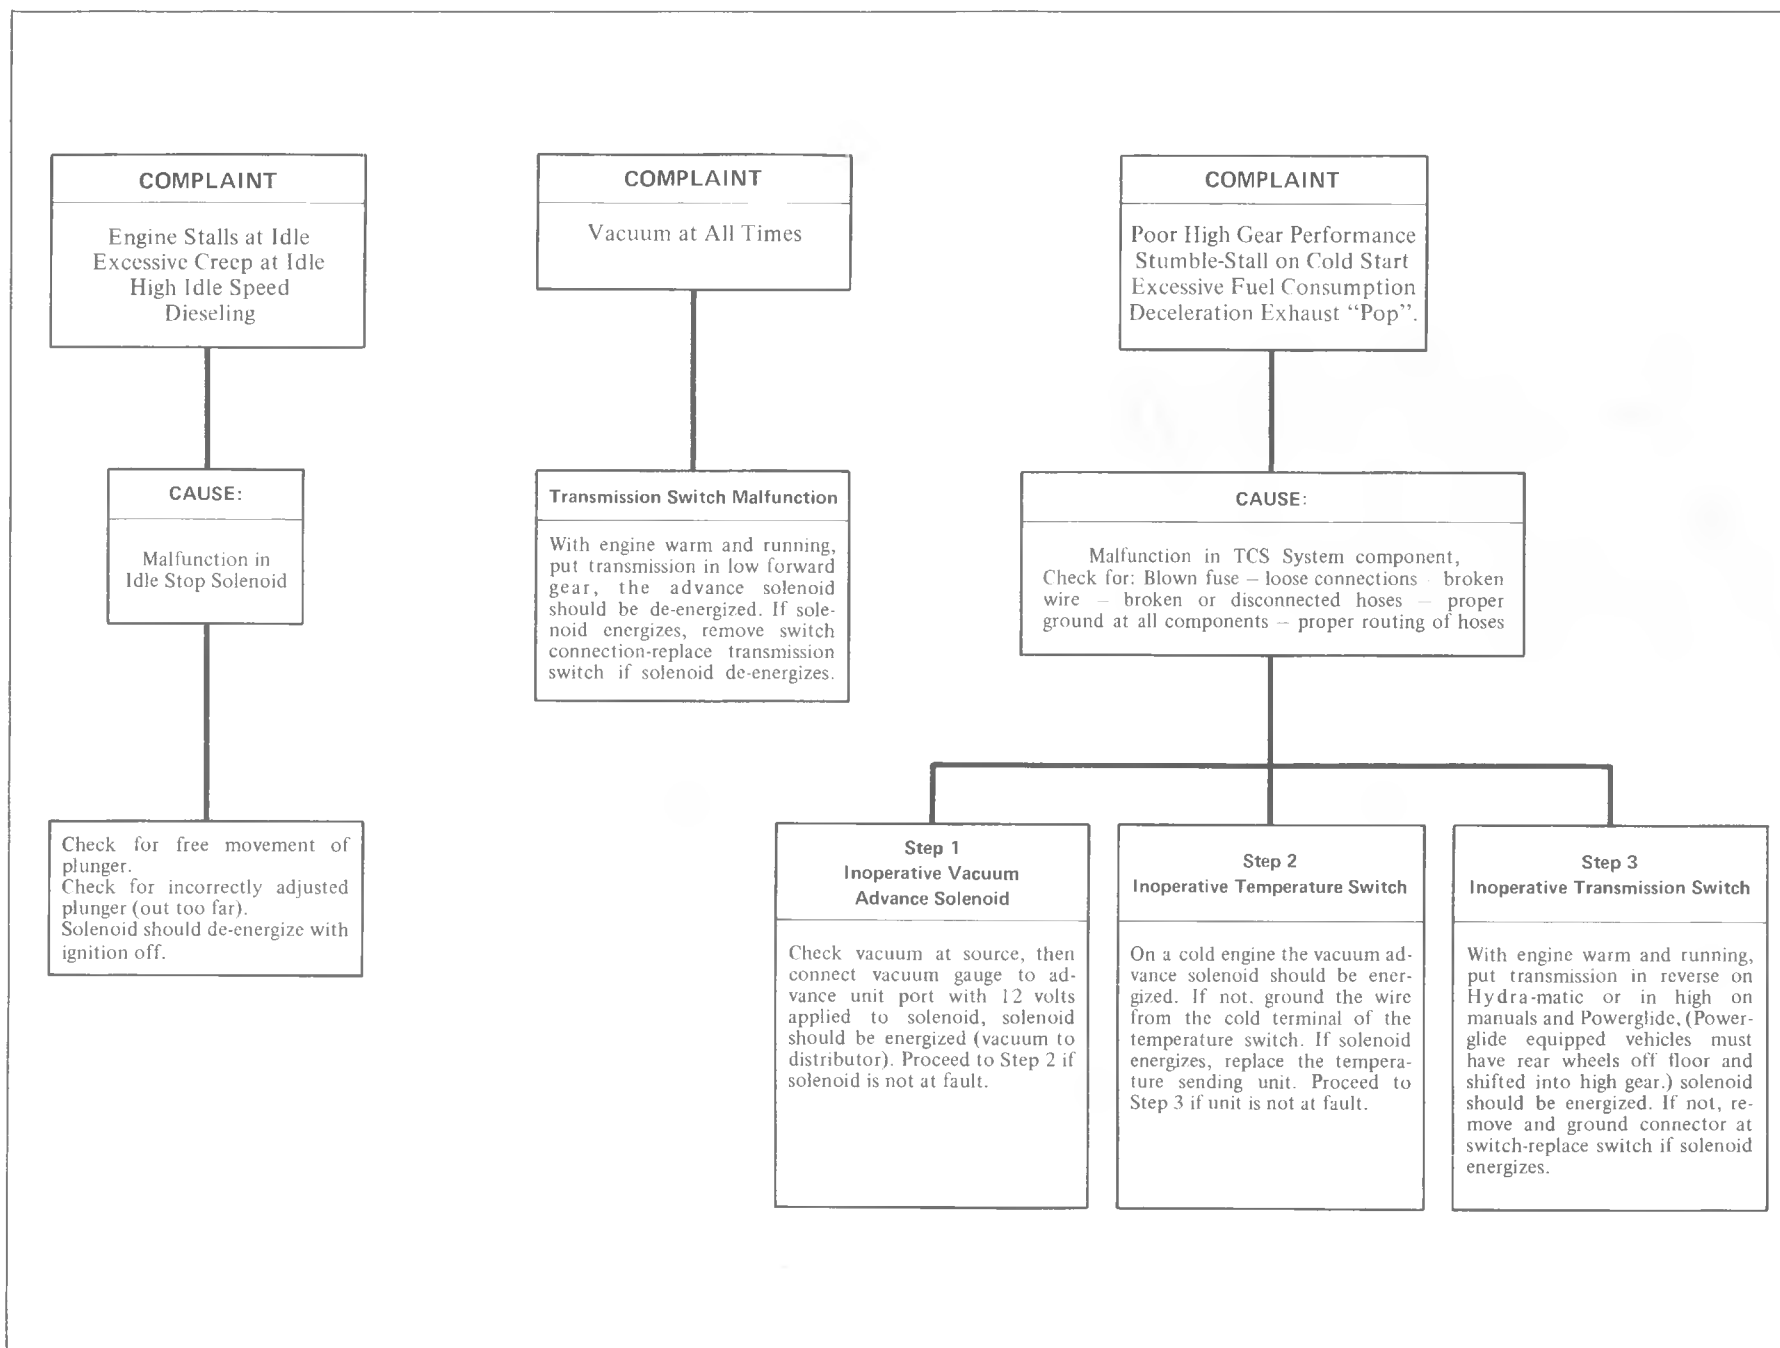 COMPLAINT
Engine Stalls at Idle
Excessive Creep at Idle
High Idle Speed
Dieseling
CAUSE:
Malfunction in
Idle Stop Solenoid
Check for free movement of
plunger.
Check for incorrectly adjusted
plunger (out too far).
Solenoid should de-energize with
ignition off.
COMPLAINT
Vacuum at All Times
Transmission Switch Malfunction
With engine warm and running,
put transmission in low forward
gear, the advance solenoid
should be de-energized. If sole-
noid energizes, remove switch
connection-replace transmission
switch if solenoid de-energizes.
COMPLAINT
Poor High Gear Performance
Stumble-Stall on Cold Start
Excessive Fuel Consumption
Deceleration Exhaust “Pop”.
CAUSE:
Malfunction in TCS System component,
Check for: Blown fuse – loose connections – broken
wire – broken or disconnected hoses – proper
ground at all components – proper routing of hoses
Step 1
Inoperative Vacuum
Advance Solenoid
Check vacuum at source, then
connect vacuum gauge to ad-
vance unit port with 12 volts
applied to solenoid, solenoid
should be energized (vacuum to
distributor). Proceed to Step 2 if
solenoid is not at fault.
Step 2
Inoperative Temperature Switch
On a cold engine the vacuum ad-
vance solenoid should be ener-
gized. If not, ground the wire
from the cold terminal of the
temperature switch. If solenoid
energizes, replace the tempera-
ture sending unit. Proceed to
Step 3 if unit is not at fault.
Step 3
Inoperative Transmission Switch
With engine warm and running,
put transmission in reverse on
Hydra-matic or in high on
manuals and Powerglide, (Power-
glide equipped vehicles must
have rear wheels off floor and
shifted into high gear.) solenoid
should be energized. If not, re-
move and ground connector at
switch-replace switch if solenoid
energizes.